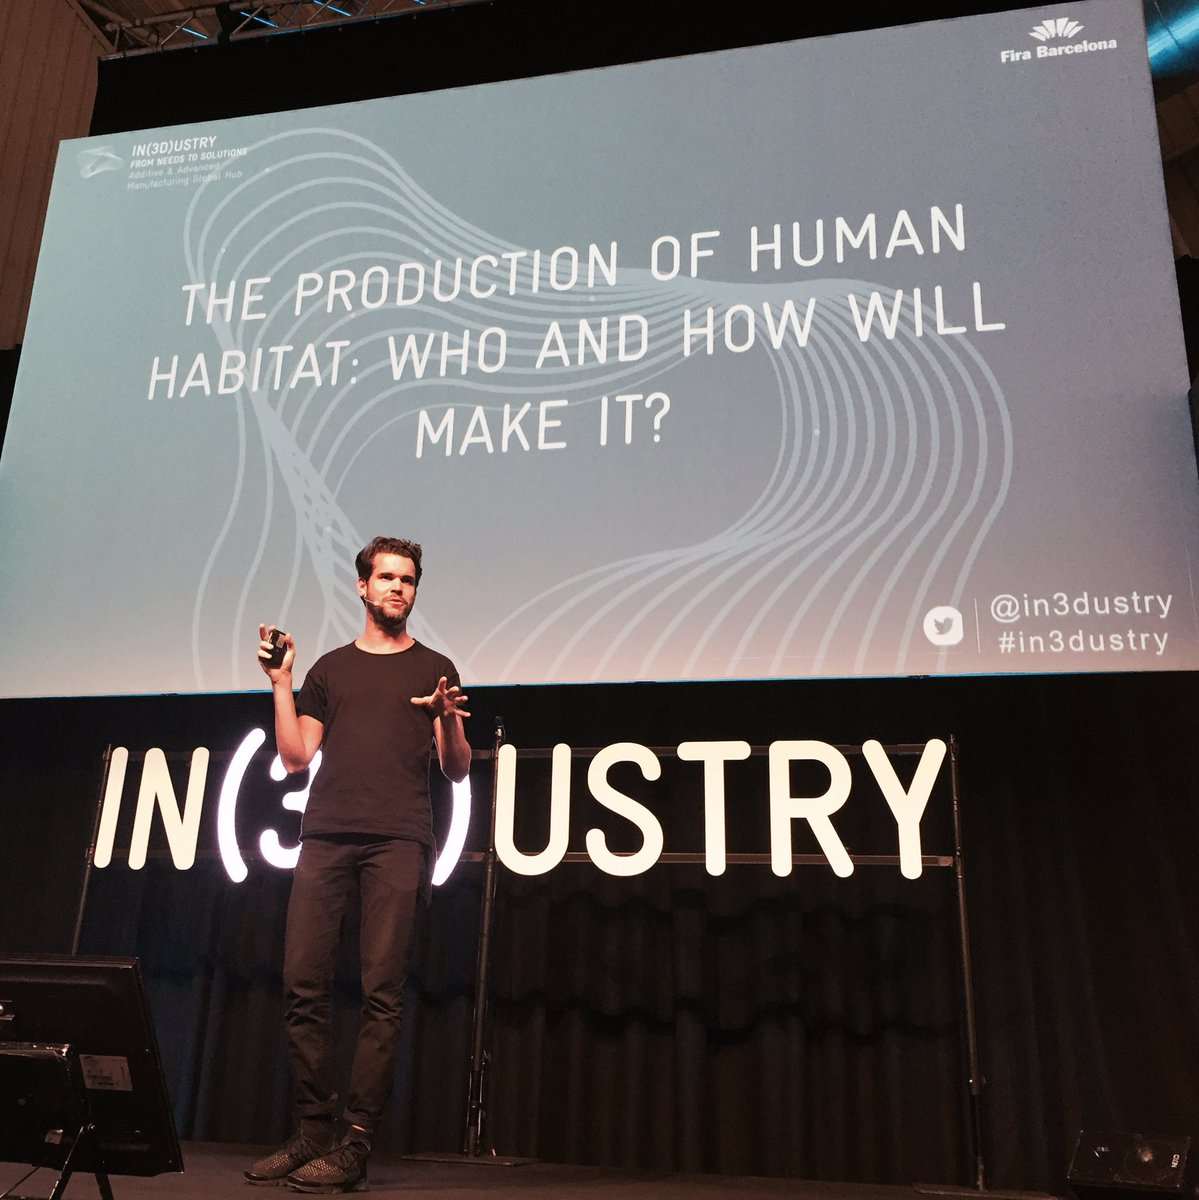 Fira Barcelona
IN(3D)USTRY
FROM NEEDS TO SOLUTIONS
Additive & Advanced
Manufacturing Global Hub
THE PRODUCTION OF HUMAN
HABITAT: WHO AND HOW WILL
MAKE IT?
@in3dustry
#in3dustry
IN(3D)USTRY
NEXO